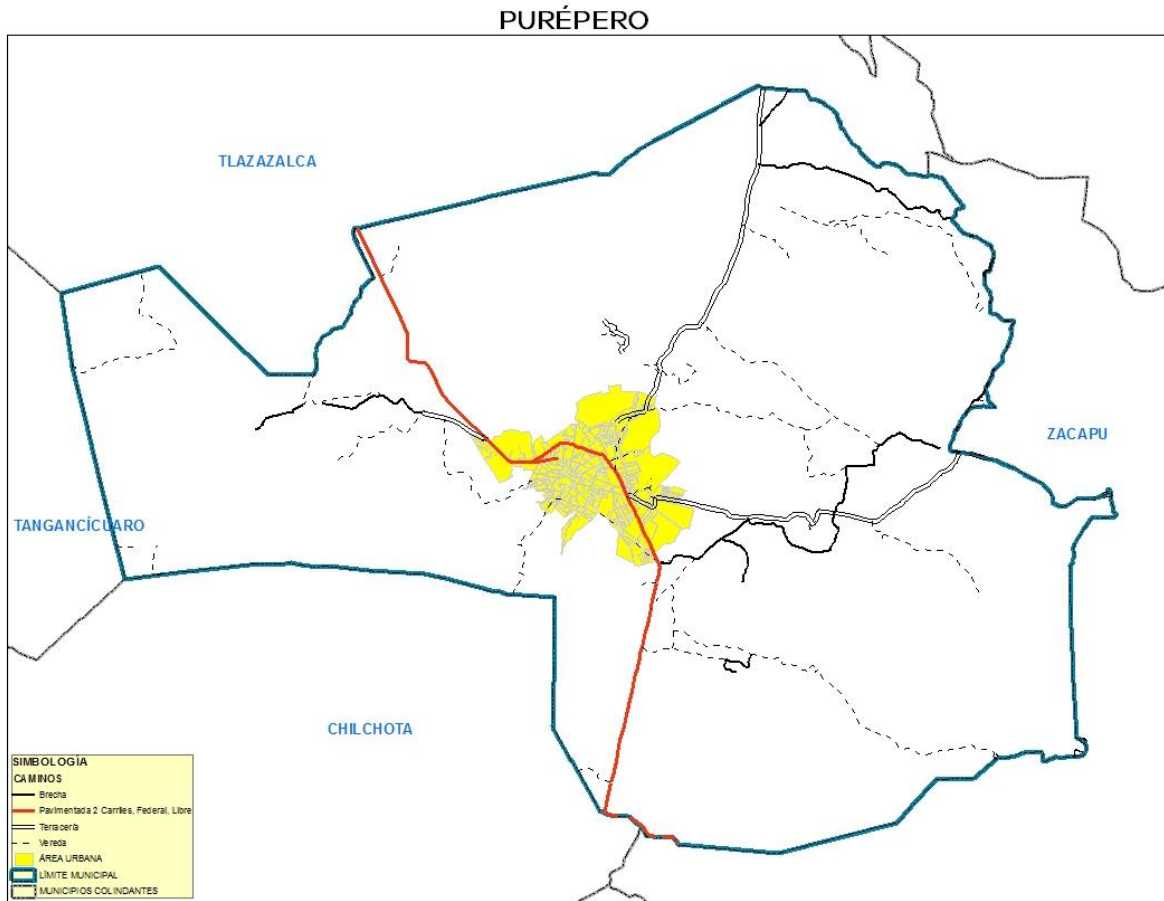 PURÉPERO
TLAZAZALCA
ZACAPU
TANGANCÍCUARO
CHILCHOTA
SIMBOLOGÍA
CAMINOS
Brecha
Pavimentada 2 Carriles, Federal, Libre
Terracería
Vereda
ÁREA URBANA
LÍMITE MUNICIPAL
MUNICIPIOS COLINDANTES